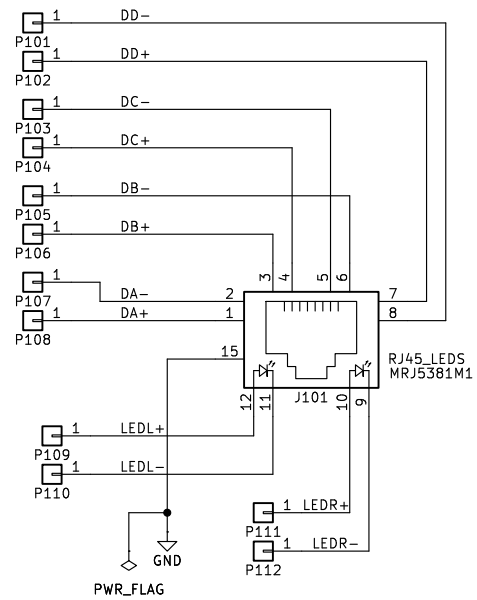 1 DD-
P101
1 DD+
P102
1 DC-
P103
1 DC+
P104
1 DB-
P105
1 DB+
P106
3 4 5 6
1
P107
DA- 2 7
1 DA+ 1 8
P108
15
RJ45_LEDS
MRJ5381M1
J101
12 11 10 9
1 LEDL+
P109
1 LEDL-
P110
1 LEDR+
P111
1 LEDR-
P112
GND
PWR_FLAG